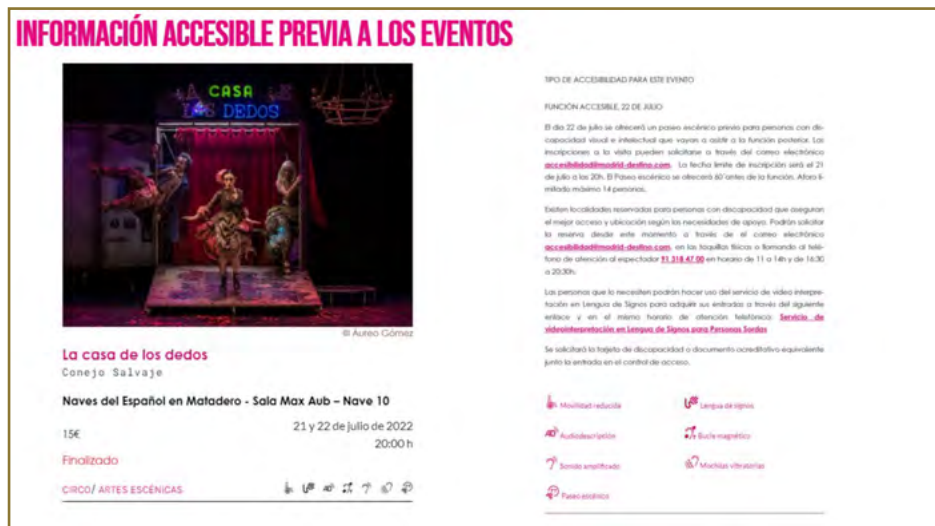 INFORMACIÓN ACCESIBLE PREVIA A LOS EVENTOS
LA CASA DE
LOS DEDOS
© Áureo Gómez
La casa de los dedos
Conejo Salvaje
Naves del Español en Matadero - Sala Max Aub – Nave 10
15€
21 y 22 de julio de 2022
20:00 h
Finalizado
CIRCO/ ARTES ESCÉNICAS
TIPO DE ACCESIBILIDAD PARA ESTE EVENTO
FUNCIÓN ACCESIBLE, 22 DE JULIO
El día 22 de julio se ofrecerá un paseo escénico previo para personas con dis-
capacidad visual e intelectual que vayan a asistir a la función posterior. Las
inscripciones a la visita pueden solicitarse a través del correo electrónico
accesibilidad@madrid-destino.com. La fecha límite de inscripción será el 21
de julio a las 20h. El Paseo escénico se ofrecerá 60´antes de la función. Aforo li-
mitado máximo 14 personas.
Existen localidades reservadas para personas con discapacidad que aseguran
el mejor acceso y ubicación según las necesidades de apoyo. Podrán solicitar
la reserva desde este momento a través de el correo electrónico
accesibilidad@madrid-destino.com, en las taquillas físicas o llamando al telé-
fono de atención al espectador 91 318 47 00 en horario de 11 a 14h y de 16:30
a 20:30h.
Las personas que lo necesiten podrán hacer uso del servicio de video interpre-
tación en Lengua de Signos para adquirir sus entradas a través del siguiente
enlace y en el mismo horario de atención telefónica: Servicio de
videointerpretación en Lengua de Signos para Personas Sordas
Se solicitará la tarjeta de discapacidad o documento acreditativo equivalente
junto la entrada en el control de acceso.
Movilidad reducida
Lengua de signos
Audiodescripción
Bucle magnético
Sonido amplificado
Mochilas vibratorias
Paseo escénico